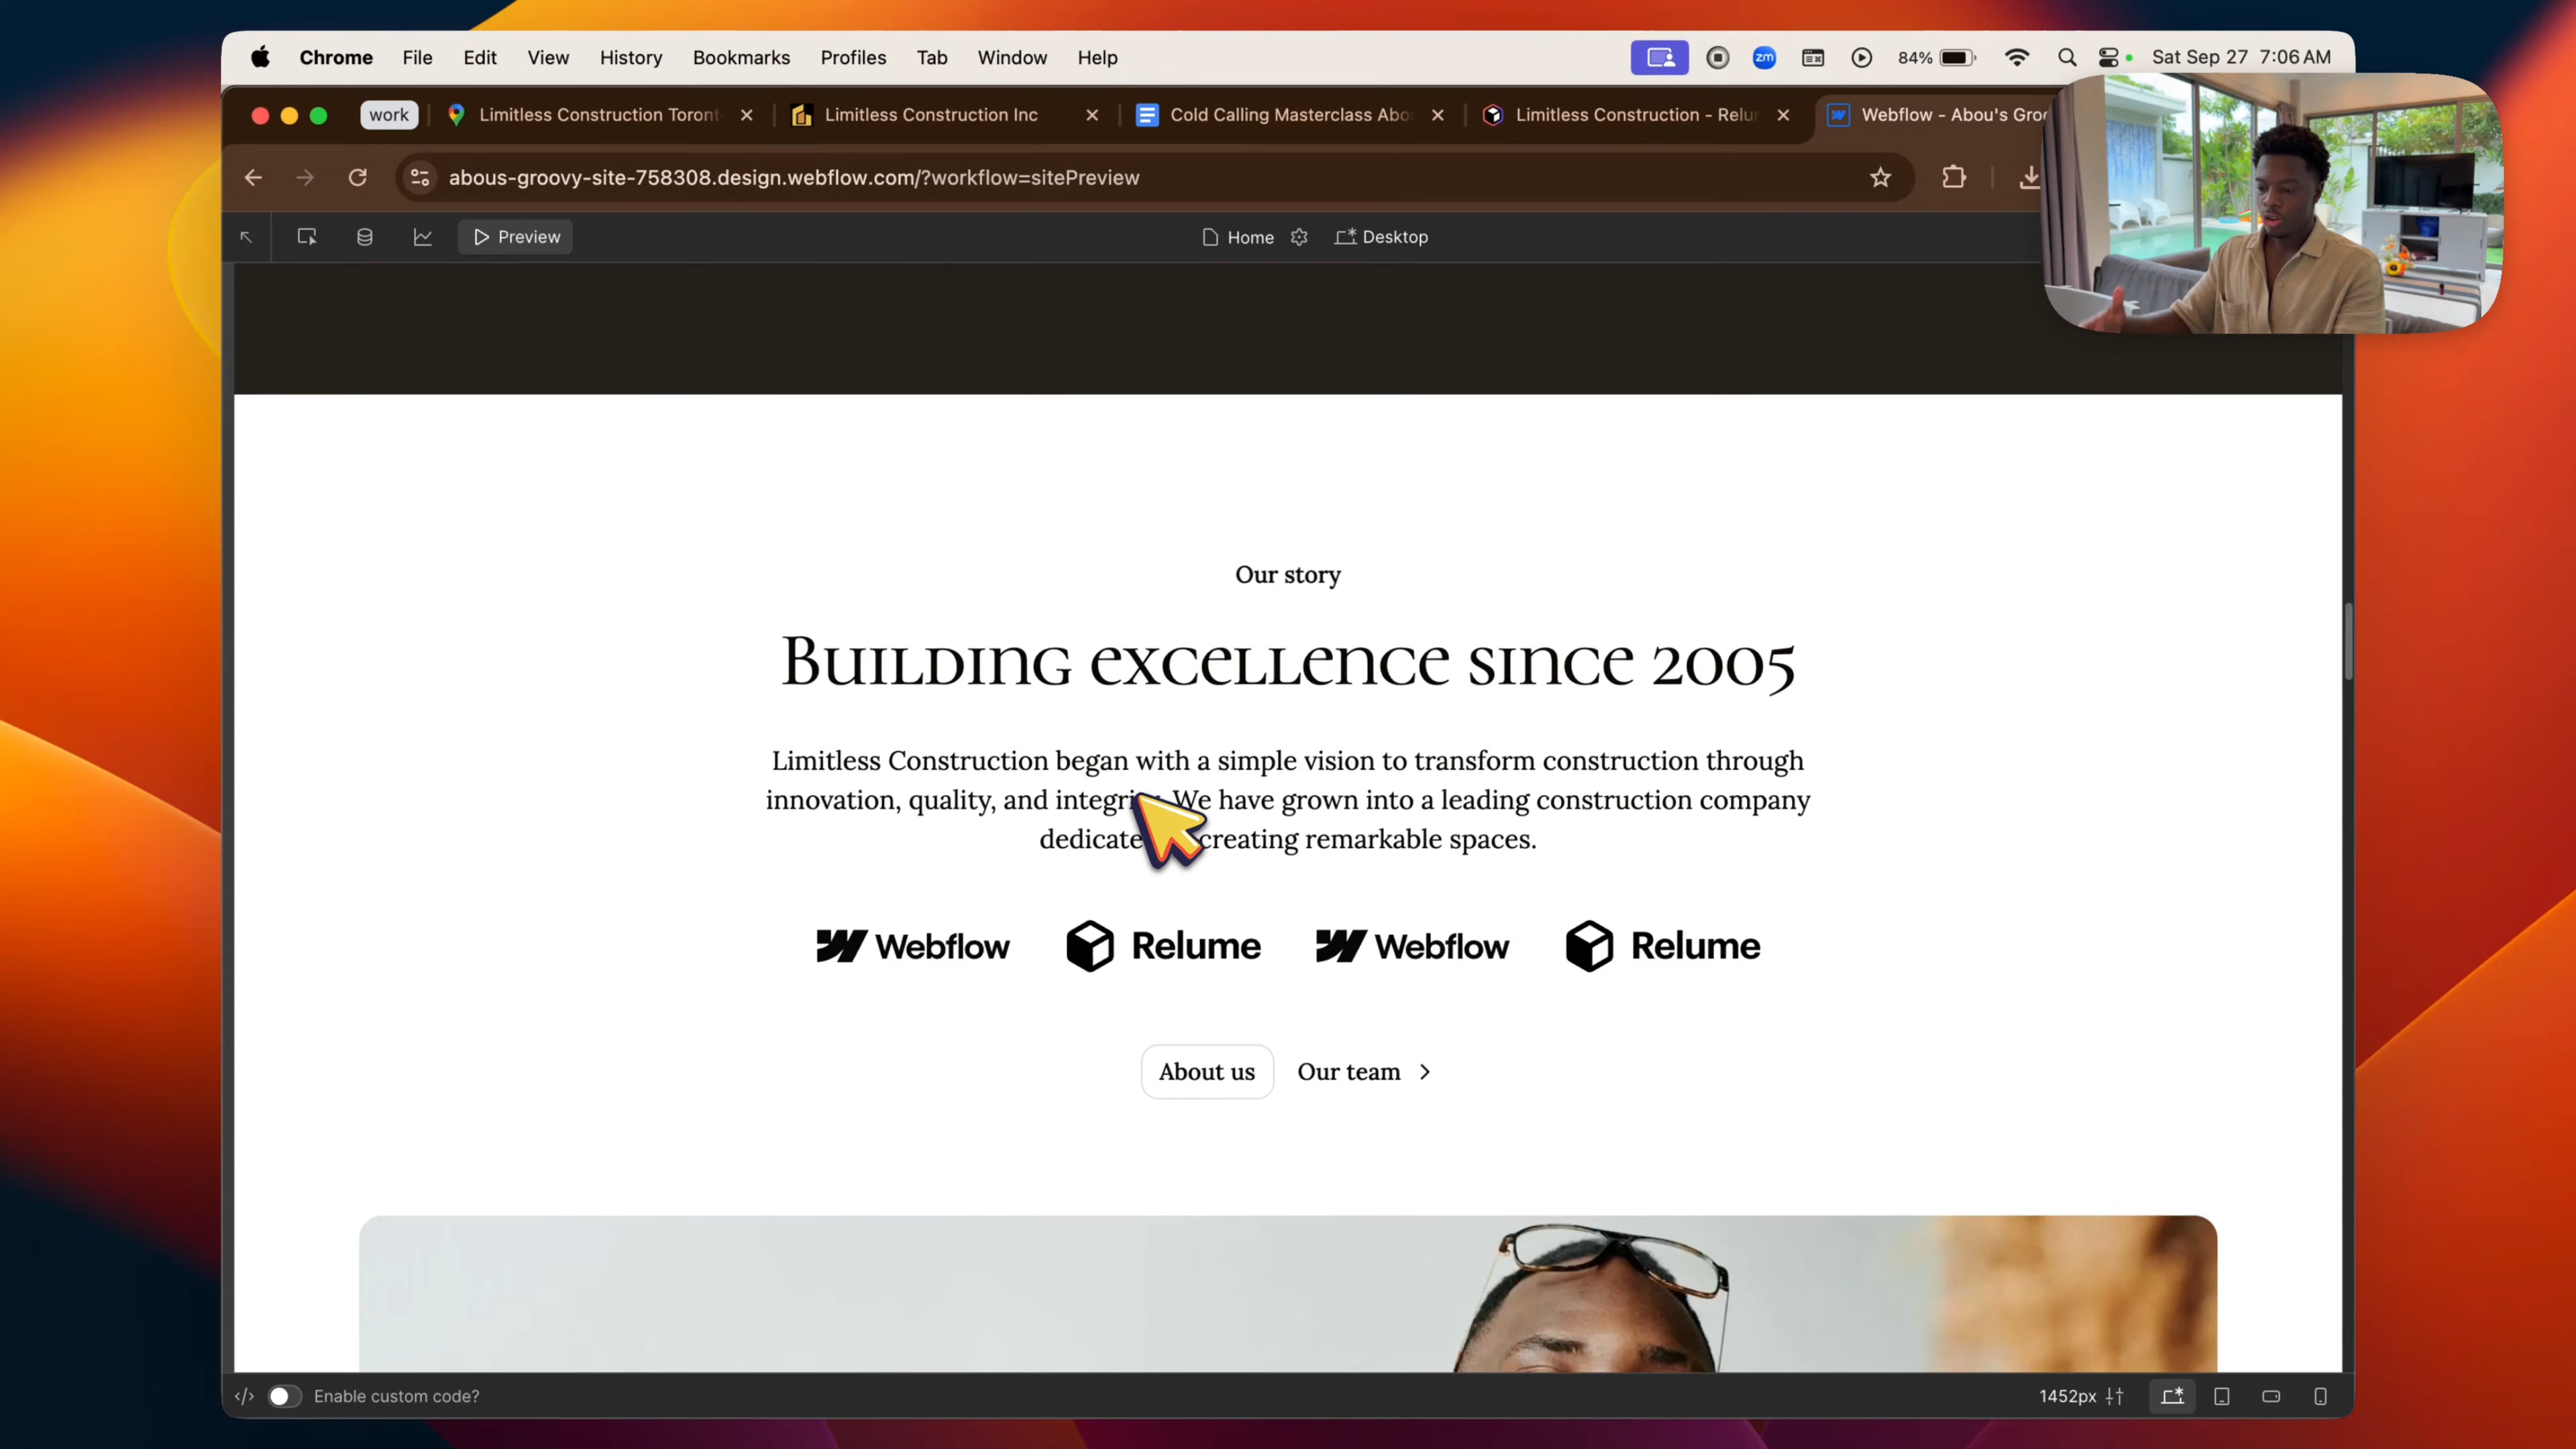 Chrome File Edit View History Bookmarks Profiles Tab Window Help
zm 84% Sat Sep 27 7:06 AM
work Limitless Construction Toront Limitless Construction Inc Cold Calling Masterclass Abo Limitless Construction - Relu Webflow - Abou's Gro
abous-groovy-site-758308.design.webflow.com/?workflow=sitePreview
Preview Home Desktop
Our story
Building excellence since 2005
Limitless Construction began with a simple vision to transform construction through
innovation, quality, and We have grown into a leading construction company
creating remarkable spaces.
Webflow Relume Webflow Relume
About us Our team
Enable custom code? 1452px